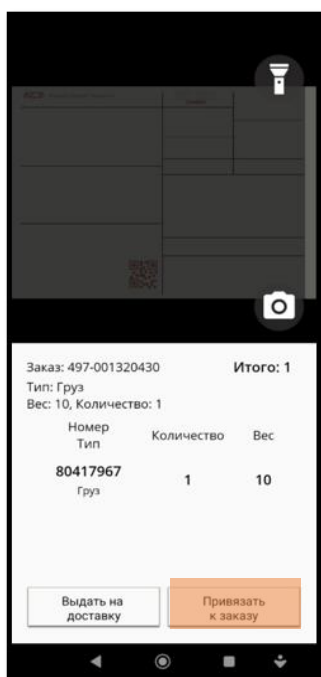 Заказ: 497-001320430
Итого: 1
Тип: Груз
Вес: 10, Количество: 1
Номер
Тип
Количество
Вес
80417967
Груз
1
10
Выдать на
доставку
Привязать
к заказу